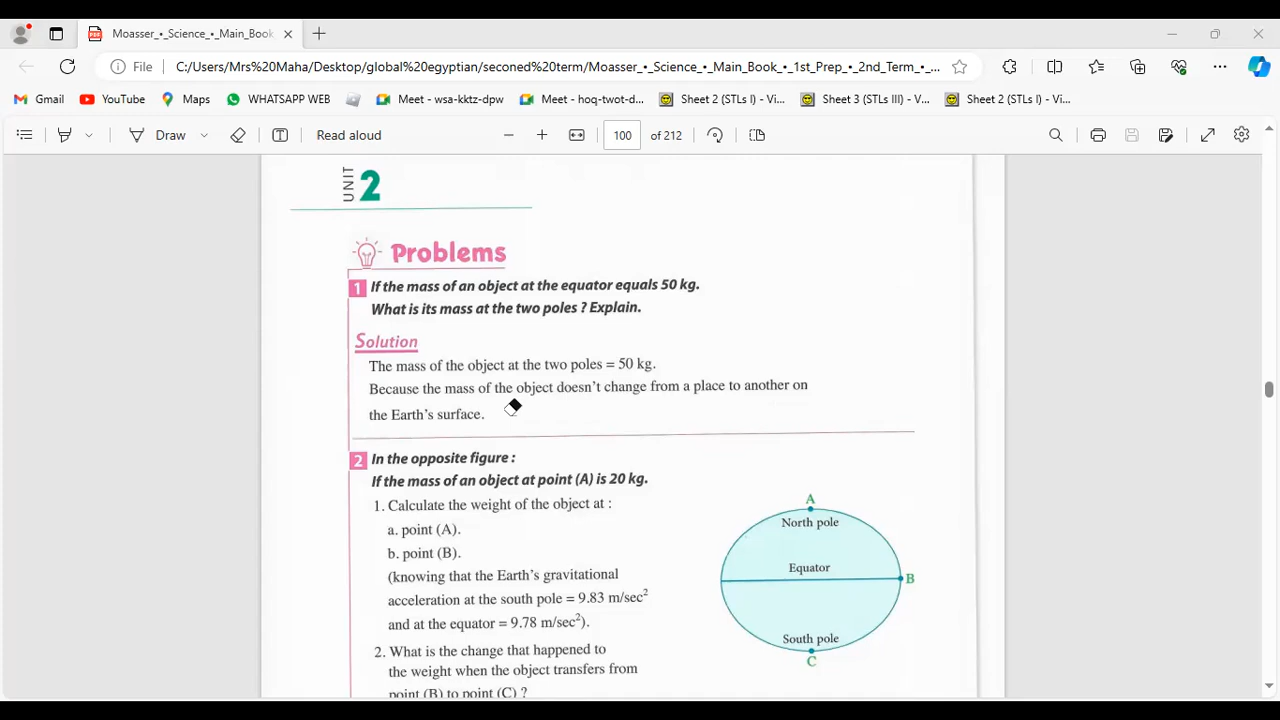 Moasser_•_Science_•_Main_Book
File
C:/Users/Mrs%20Maha/Desktop/global%20egyptian/seconed%20term/Moasser_•_Science_•_Main_Book_•_1st_Prep_•_2nd_Term_•_...
Gmail
YouTube
Maps
WHATSAPP WEB
Meet - wsa-kktz-dpw
Meet - hoq-twot-d...
Sheet 2 (STLs I) - Vi...
Sheet 3 (STLs III) - V...
Sheet 2 (STLs I) - Vi...
Draw
Read aloud
100
of 212
UNIT 2
Problems
1 If the mass of an object at the equator equals 50 kg.
What is its mass at the two poles ? Explain.
Solution
The mass of the object at the two poles = 50 kg.
Because the mass of the object doesn't change from a place to another on
the Earth's surface.
2 In the opposite figure :
If the mass of an object at point (A) is 20 kg.
1. Calculate the weight of the object at :
a. point (A).
b. point (B).
(knowing that the Earth's gravitational
acceleration at the south pole = 9.83 m/sec²
and at the equator = 9.78 m/sec²).
2. What is the change that happened to
the weight when the object transfers from
point (B) to point (C) ?
A
North pole
Equator
B
South pole
C